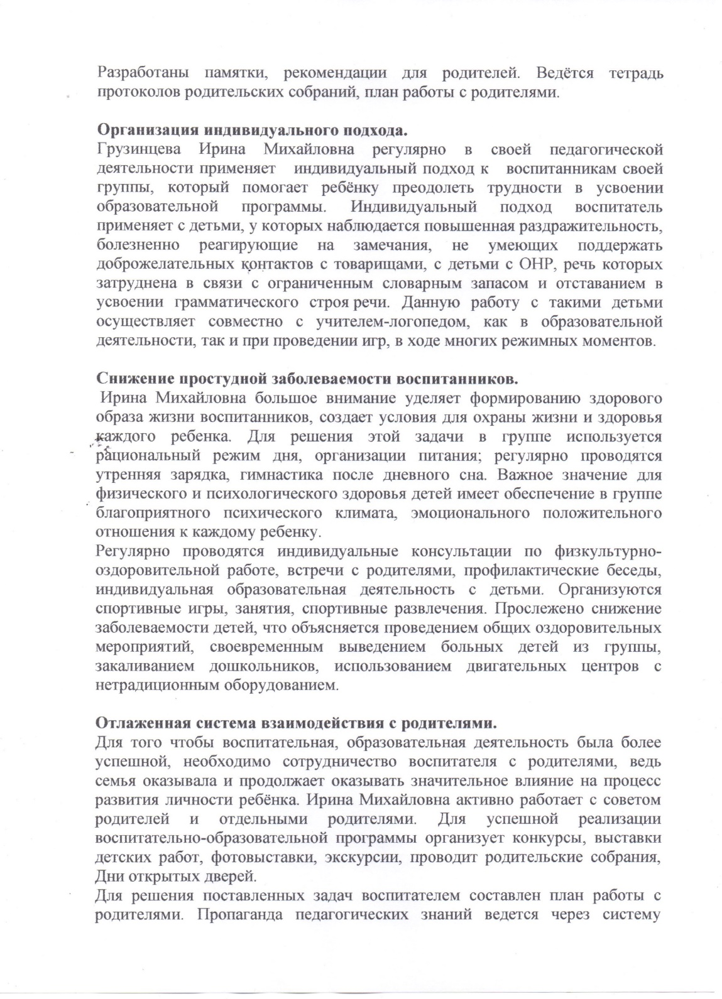 Разработаны памятки, рекомендации для родителей. Ведётся тетрадь
протоколов родительских собраний, план работы с родителями.
Организация индивидуального подхода.
Грузинцева Ирина Михайловна регулярно в своей педагогической
деятельности применяет индивидуальный подход к воспитанникам своей
группы, который помогает ребёнку преодолеть трудности в усвоении
образовательной программы. Индивидуальный подход воспитатель
применяет с детьми, у которых наблюдается повышенная раздражительность,
болезненно реагирующие на замечания, не умеющих поддержать
доброжелательных контактов с товарищами, с детьми с ОНР, речь которых
затруднена в связи с ограниченным словарным запасом и отставанием в
усвоении грамматического строя речи. Данную работу с такими детьми
осуществляет совместно с учителем-логопедом, как в образовательной
деятельности, так и при проведении игр, в ходе многих режимных моментов.
Снижение простудной заболеваемости воспитанников.
Ирина Михайловна большое внимание уделяет формированию здорового
образа жизни воспитанников, создает условия для охраны жизни и здоровья
каждого ребенка. Для решения этой задачи в группе используется
рациональный режим дня, организации питания; регулярно проводятся
утренняя зарядка, гимнастика после дневного сна. Важное значение для
физического и психологического здоровья детей имеет обеспечение в группе
благоприятного психического климата, эмоционального положительного
отношения к каждому ребенку.
Регулярно проводятся индивидуальные консультации по физкультурно-
оздоровительной работе, встречи с родителями, профилактические беседы,
индивидуальная образовательная деятельность с детьми. Организуются
спортивные игры, занятия, спортивные развлечения. Прослежено снижение
заболеваемости детей, что объясняется проведением общих оздоровительных
мероприятий, своевременным выведением больных детей из группы,
закаливанием дошкольников, использованием двигательных центров с
нетрадиционным оборудованием.
Отлаженная система взаимодействия с родителями.
Для того чтобы воспитательная, образовательная деятельность была более
успешной, необходимо сотрудничество воспитателя с родителями, ведь
семья оказывала и продолжает оказывать значительное влияние на процесс
развития личности ребёнка. Ирина Михайловна активно работает с советом
родителей и отдельными родителями. Для успешной реализации
воспитательно-образовательной программы организует конкурсы, выставки
детских работ, фотовыставки, экскурсии, проводит родительские собрания,
Дни открытых дверей.
Для решения поставленных задач воспитателем составлен план работы с
родителями. Пропаганда педагогических знаний ведется через систему